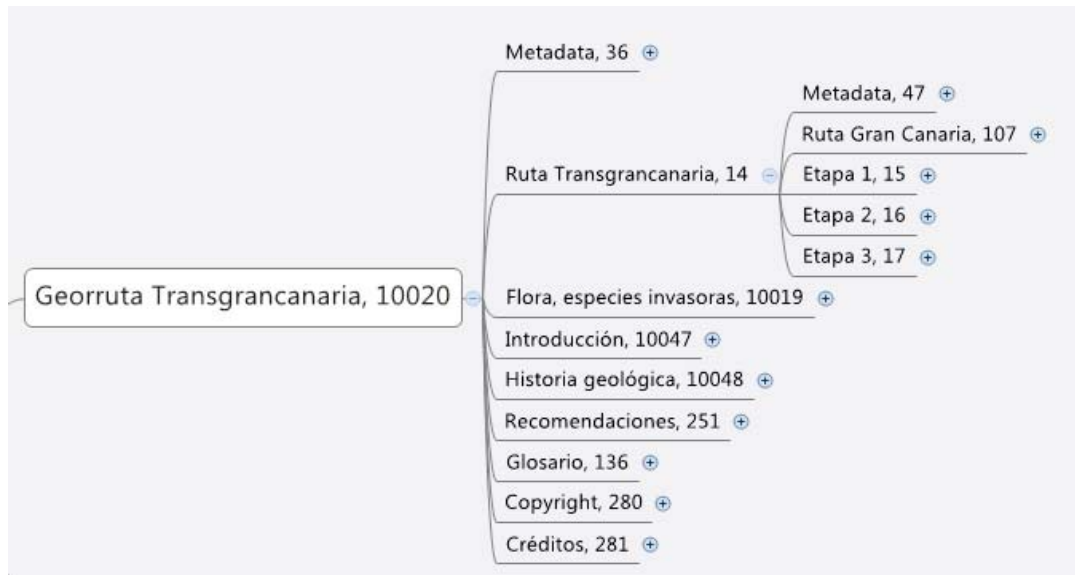 Georruta Transgrancanaria, 10020
Metadata, 36
Ruta Transgrancanaria, 14
Metadata, 47
Ruta Gran Canaria, 107
Etapa 1, 15
Etapa 2, 16
Etapa 3, 17
Flora, especies invasoras, 10019
Introducción, 10047
Historia geológica, 10048
Recomendaciones, 251
Glosario, 136
Copyright, 280
Créditos, 281